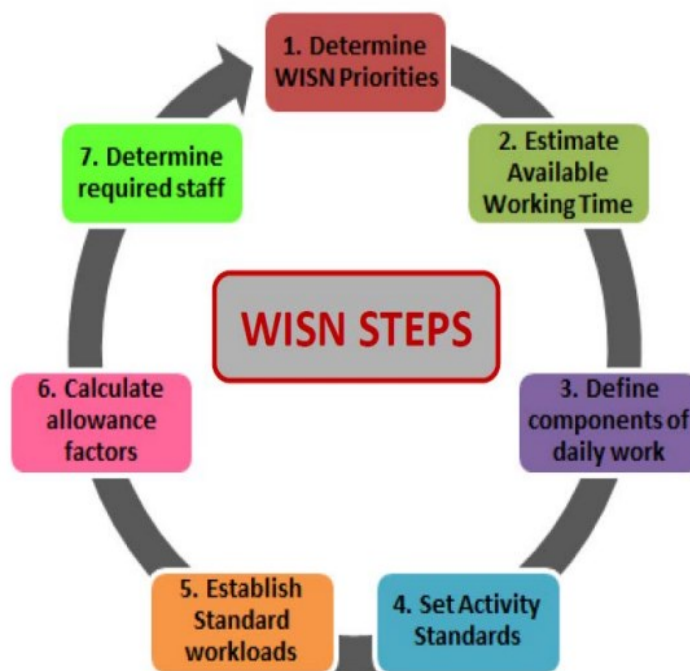 1. Determine
WISN Priorities
2. Estimate
Available
Working Time
3. Define
components of
daily work
4. Set Activity
Standards
5. Establish
Standard
workloads
6. Calculate
allowance
factors
7. Determine
required staff
WISN STEPS